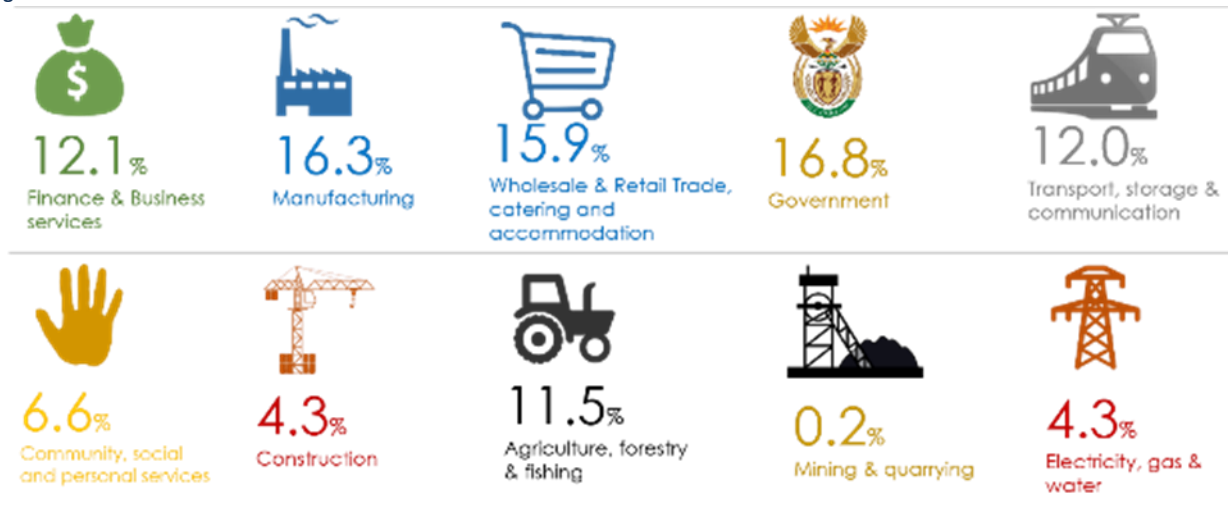 $
12.1%
Finance & Business
services
16.3%
Manufacturing
15.9%
Wholesale & Retail Trade,
catering and
accommodation
16.8%
Government
12.0%
Transport, storage &
communication
6.6%
Community, social
and personal services
4.3%
Construction
11.5%
Agriculture, forestry
& fishing
0.2%
Mining & quarrying
4.3%
Electricity, gas &
water